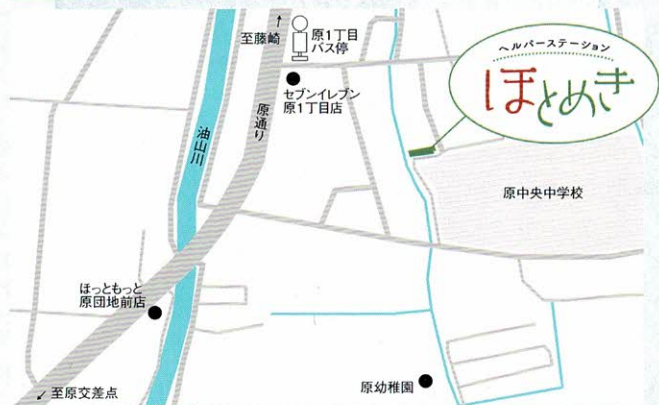 ↑
至藤崎
原1丁目
バス停
セブンイレブン
原1丁目店
原通り
油山川
ヘルパーステーション
ほとめき
原中央中学校
ほっともっと
原団地前店
↙至原交差点
原幼稚園